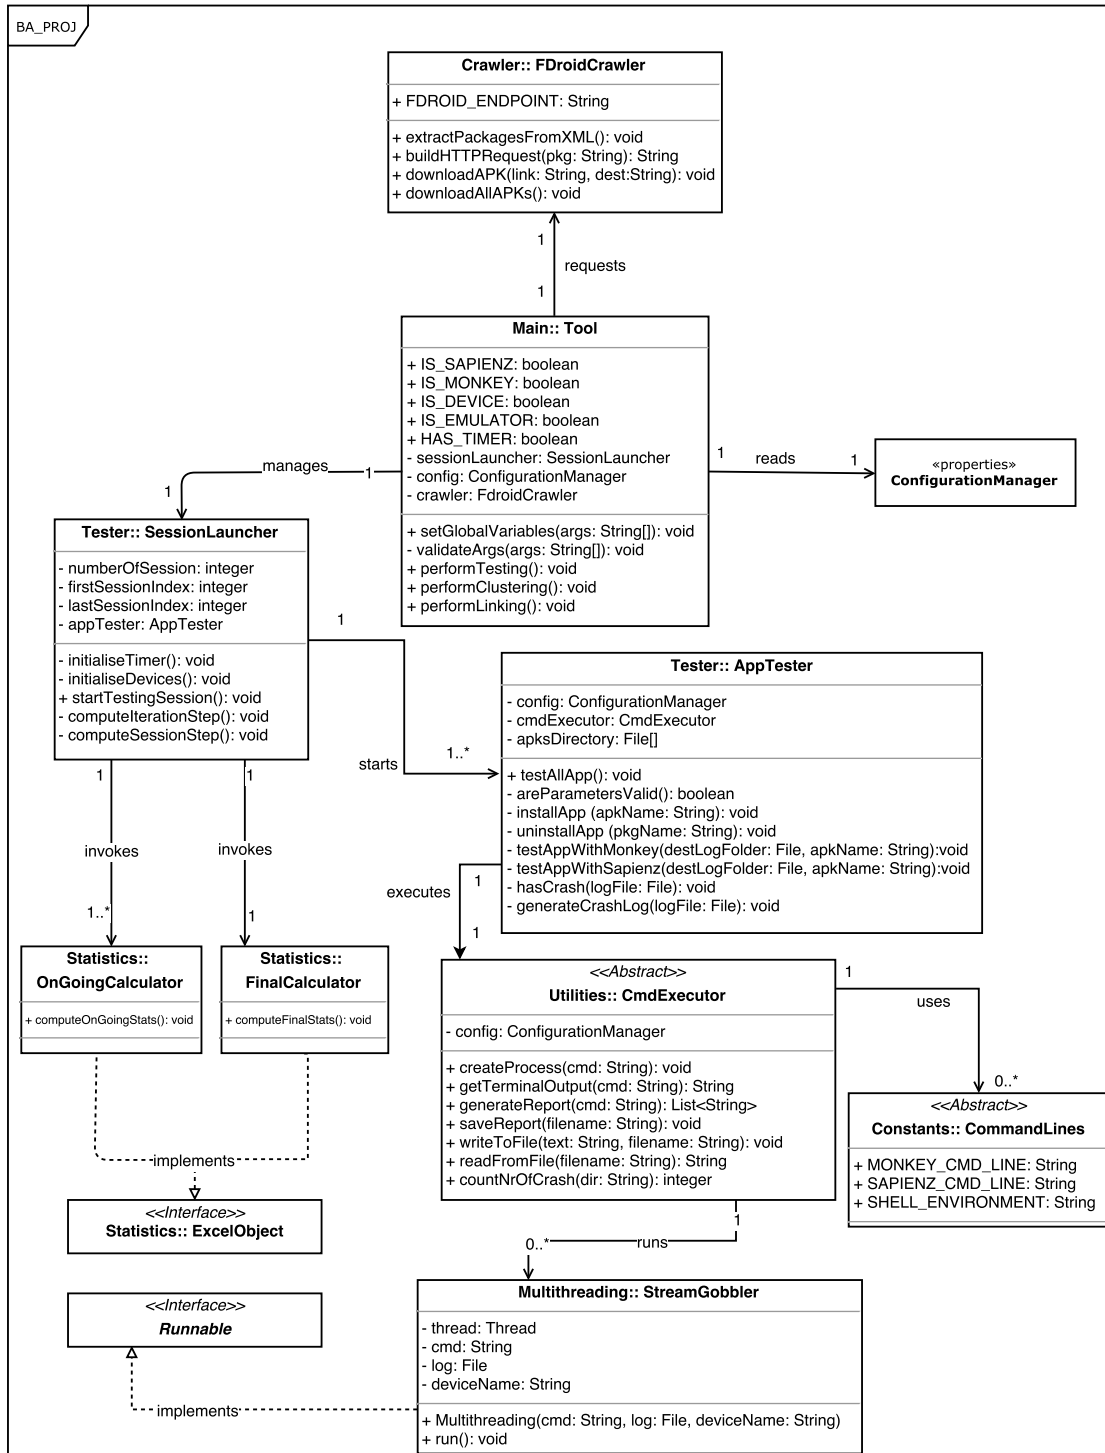 BA_PROJ
Crawler:: FDroidCrawler
+ FDROID_ENDPOINT: String
+ extractPackagesFromXML(): void
+ buildHTTPRequest(pkg: String): String
+ downloadAPK(link: String, dest:String): void
+ downloadAllAPKs(): void
1
requests
1
Main:: Tool
+ IS_SAPIENZ: boolean
+ IS_MONKEY: boolean
+ IS_DEVICE: boolean
+ IS_EMULATOR: boolean
+ HAS_TIMER: boolean
- sessionLauncher: SessionLauncher
- config: ConfigurationManager
- crawler: FdroidCrawler
+ setGlobalVariables(args: String[]): void
- validateArgs(args: String[]): void
+ performTesting(): void
+ performClustering(): void
+ performLinking(): void
1
reads
1
«properties»
ConfigurationManager
manages
1
1
Tester:: SessionLauncher
- numberOfSession: integer
- firstSessionIndex: integer
- lastSessionIndex: integer
- appTester: AppTester
- initialiseTimer(): void
- initialiseDevices(): void
+ startTestingSession(): void
- computeIterationStep(): void
- computeSessionStep(): void
1
starts
1..*
Tester:: AppTester
- config: ConfigurationManager
- cmdExecutor: CmdExecutor
- apksDirectory: File[]
+ testAllApp(): void
- areParametersValid(): boolean
- installApp (apkName: String): void
- uninstallApp (pkgName: String): void
- testAppWithMonkey(destLogFolder: File, apkName: String):void
- testAppWithSapienz(destLogFolder: File, apkName: String):void
- hasCrash(logFile: File): void
- generateCrashLog(logFile: File): void
1
invokes
1..*
1
invokes
1
Statistics::
OnGoingCalculator
+ computeOnGoingStats(): void
Statistics::
FinalCalculator
+ computeFinalStats(): void
executes
1
1
<<Abstract>>
Utilities:: CmdExecutor
- config: ConfigurationManager
+ createProcess(cmd: String): void
+ getTerminalOutput(cmd: String): String
+ generateReport(cmd: String): List<String>
+ saveReport(filename: String): void
+ writeToFile(text: String, filename: String): void
+ readFromFile(filename: String): String
+ countNrOfCrash(dir: String): integer
1
uses
0..*
<<Abstract>>
Constants:: CommandLines
+ MONKEY_CMD_LINE: String
+ SAPIENZ_CMD_LINE: String
+ SHELL_ENVIRONMENT: String
implements
<<Interface>>
Statistics:: ExcelObject
1
runs
0..*
<<Interface>>
Runnable
Multithreading:: StreamGobbler
- thread: Thread
- cmd: String
- log: File
- deviceName: String
+ Multithreading(cmd: String, log: File, deviceName: String)
+ run(): void
implements